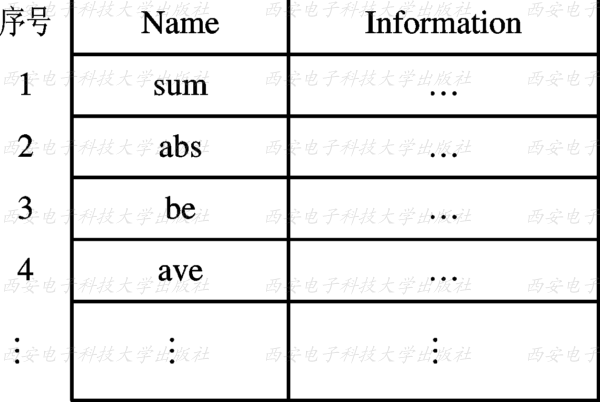 序号 Name Information
1 sum …
2 abs …
3 be …
4 ave …
⋮ ⋮ ⋮
西安电子科技大学出版社